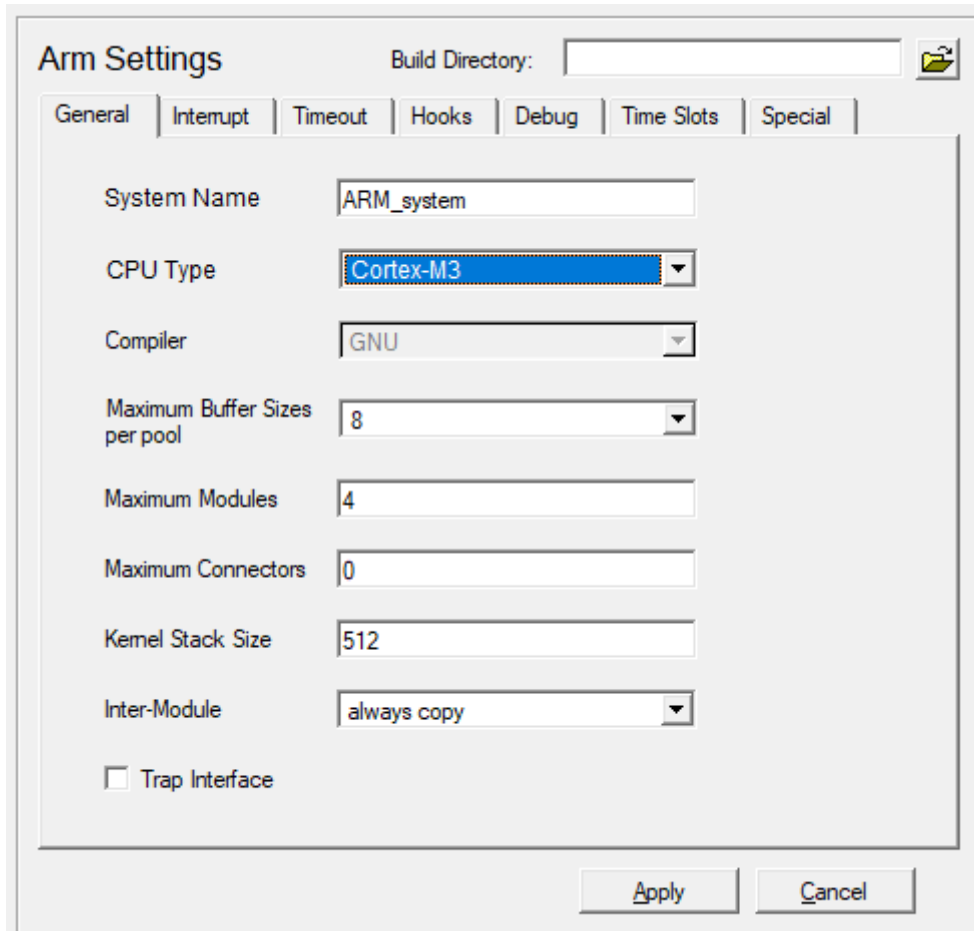 Arm Settings Build Directory:
General Interrupt Timeout Hooks Debug Time Slots Special
System Name ARM_system
CPU Type Cortex-M3
Compiler GNU
Maximum Buffer Sizes
per pool 8
Maximum Modules 4
Maximum Connectors 0
Kernel Stack Size 512
Inter-Module always copy
Trap Interface
Apply Cancel